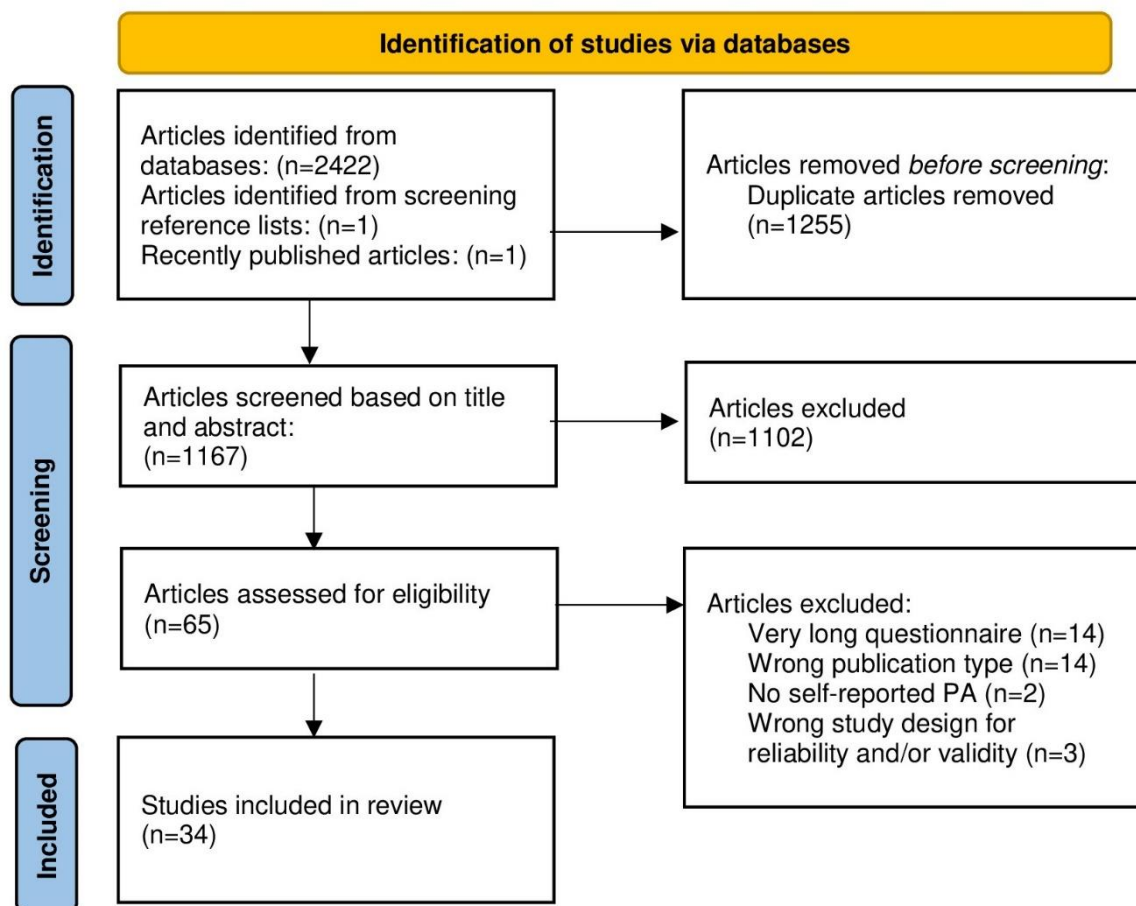 Identification of studies via databases
Identification
Articles identified from
databases: (n=2422)
Articles identified from screening
reference lists: (n=1)
Recently published articles: (n=1)
Articles removed before screening:
Duplicate articles removed
(n=1255)
Screening
Articles screened based on title
and abstract:
(n=1167)
Articles excluded
(n=1102)
Articles assessed for eligibility
(n=65)
Articles excluded:
Very long questionnaire (n=14)
Wrong publication type (n=14)
No self-reported PA (n=2)
Wrong study design for
reliability and/or validity (n=3)
Included
Studies included in review
(n=34)